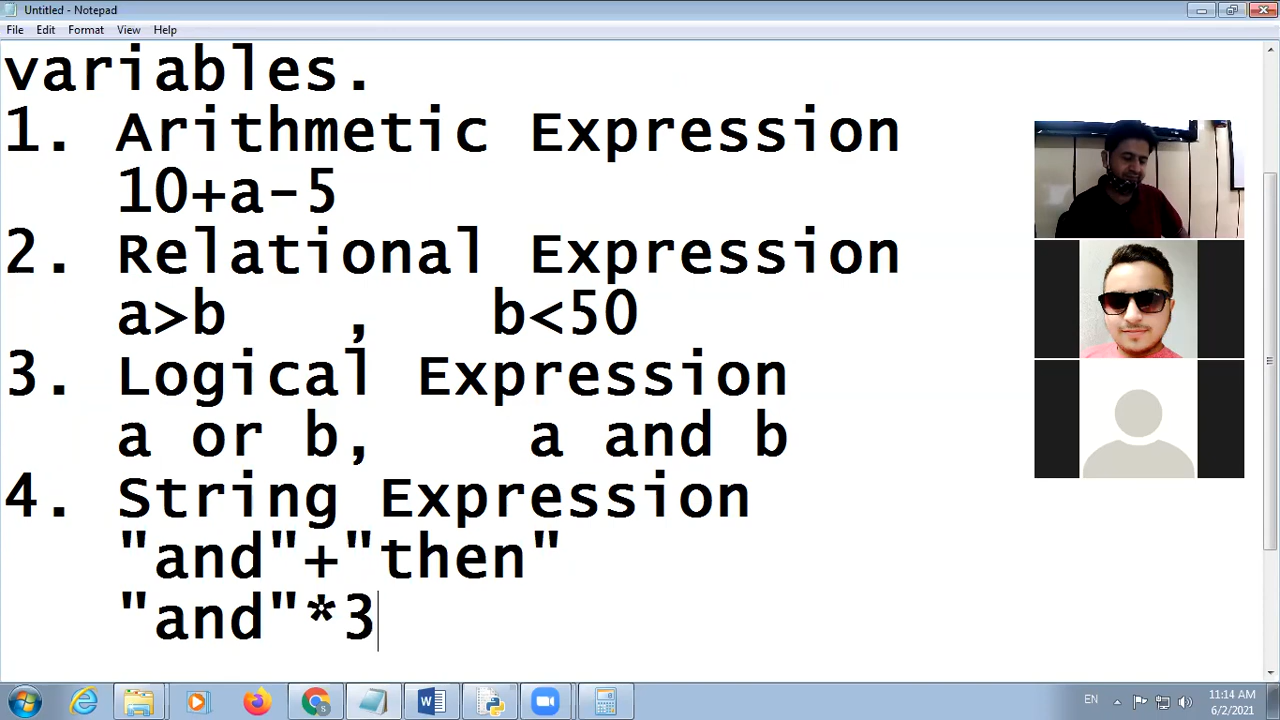 Untitled - Notepad
File Edit Format View Help
variables.
1. Arithmetic Expression
10+a-5
2. Relational Expression
a>b , b<50
3. Logical Expression
a or b, a and b
4. String Expression
"and"+"then"
"and"*3
EN
11:14 AM
6/2/2021